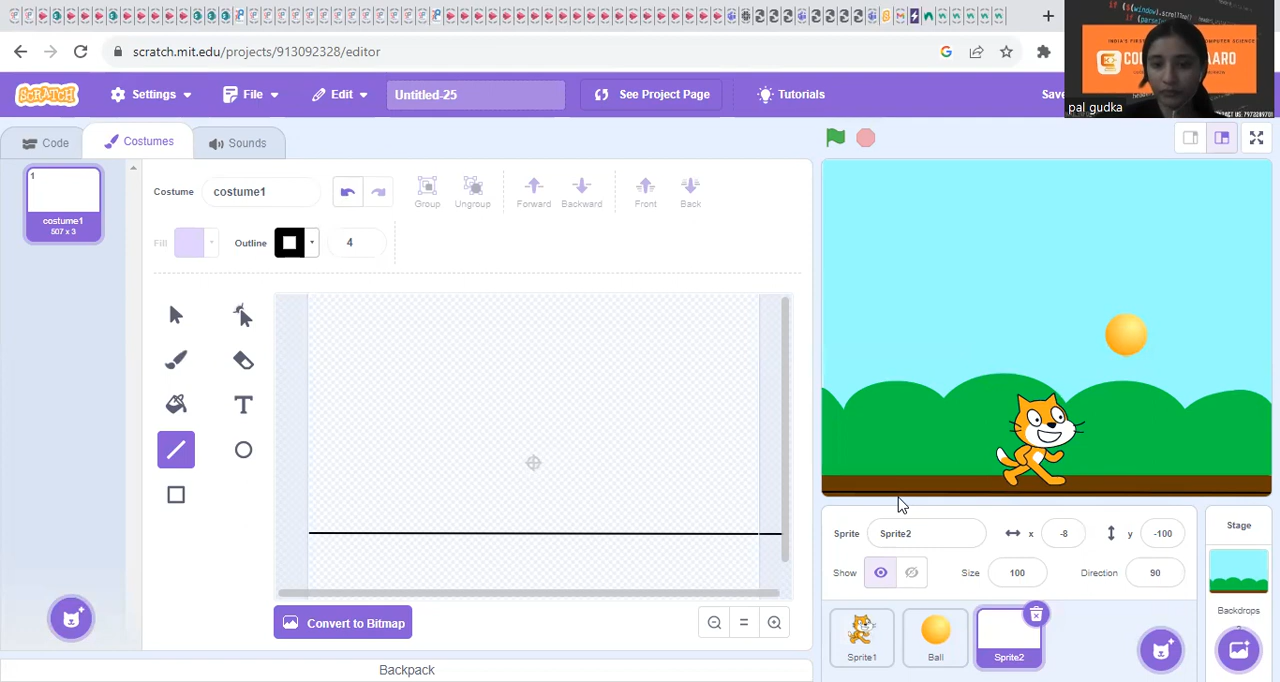 scratch.mit.edu/projects/913092328/editor
SCRATCH
Settings
File
Edit
Untitled-25
See Project Page
Tutorials
Save
pal gudka
Code
Costumes
Sounds
1
costume1
507 x 3
Costume
costume1
Group
Ungroup
Forward
Backward
Front
Back
Fill
Outline
4
T
Convert to Bitmap
Backpack
Sprite
Sprite2
x
-8
y
-100
Show
Size
100
Direction
90
Sprite1
Ball
Sprite2
Stage
Backdrops